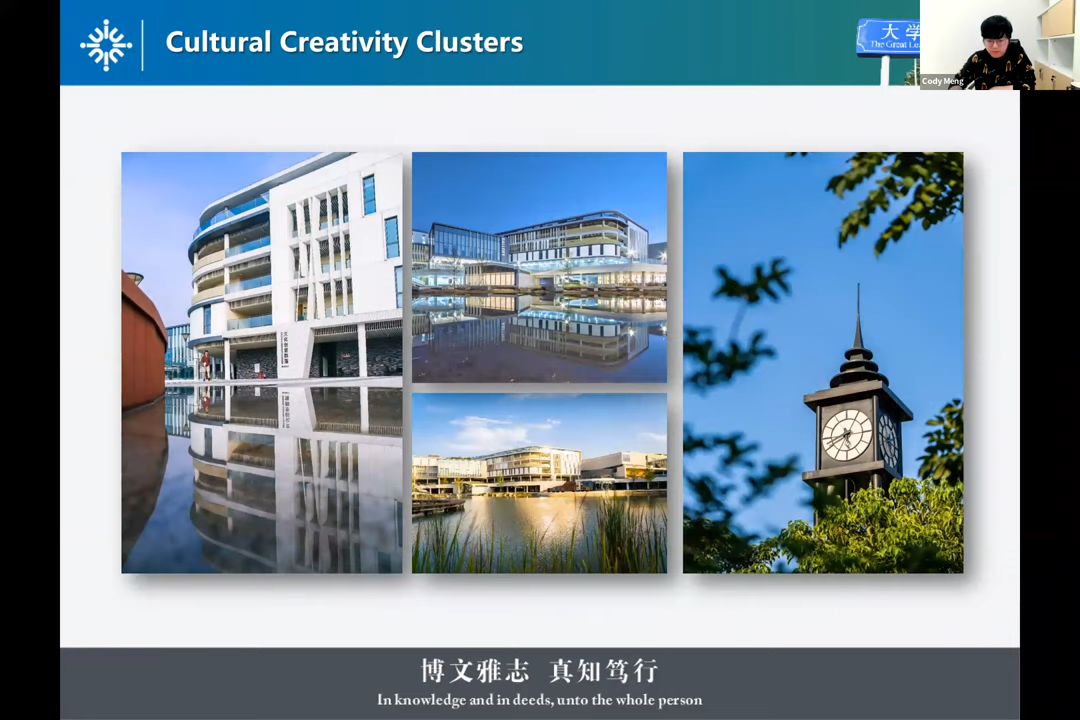 Cultural Creativity Clusters
大学
The Great Le
Cody Meng
博文雅志 真知笃行
In knowledge and in deeds, unto the whole person